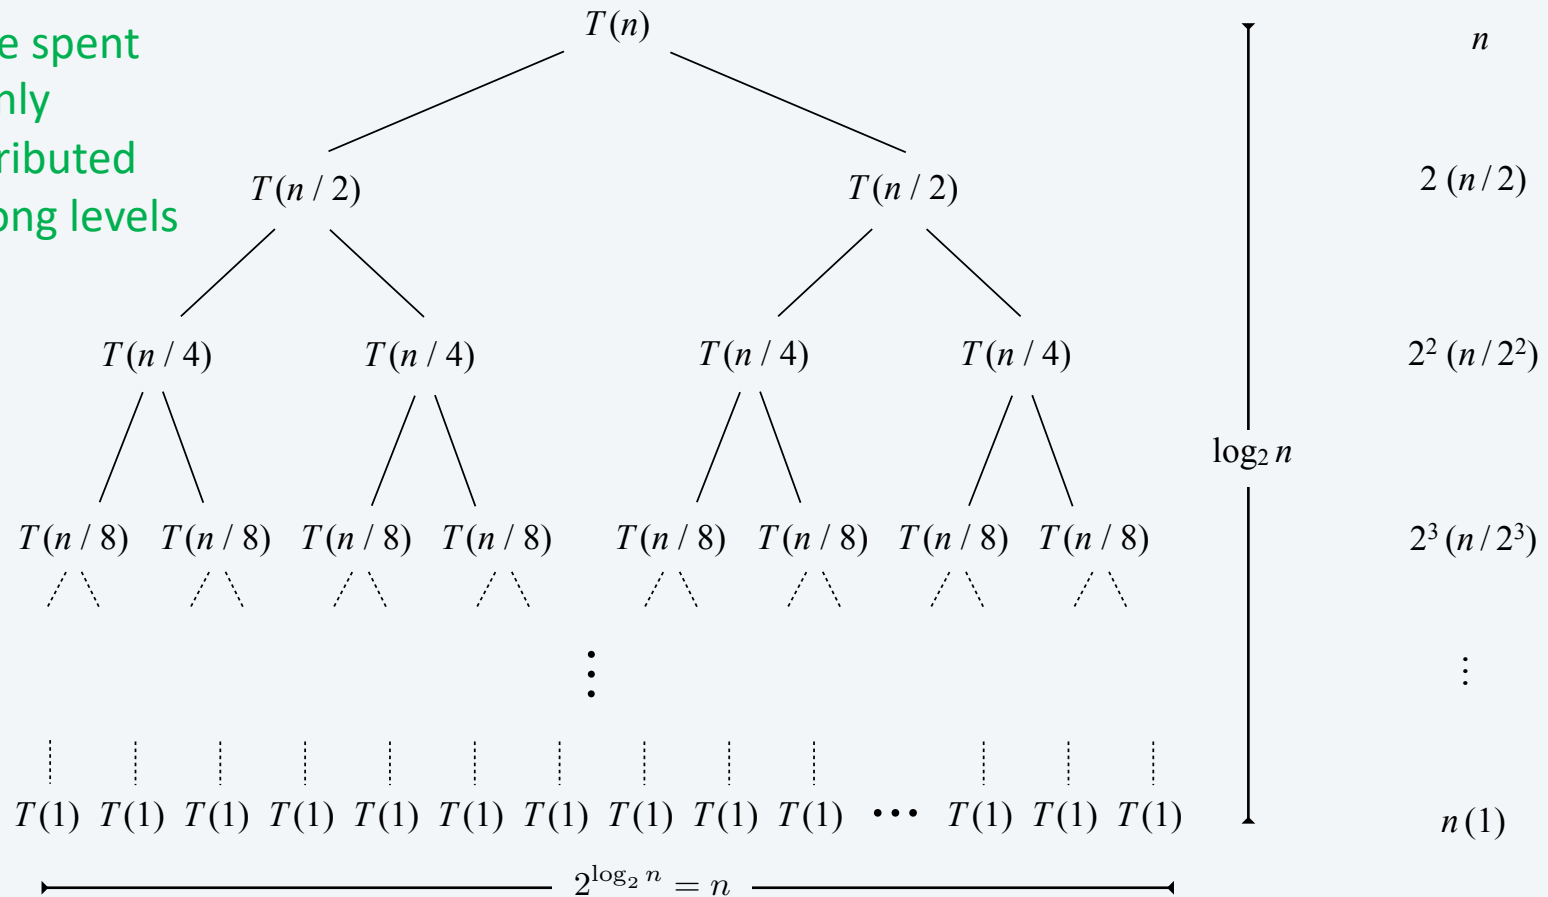 T(n)
n
e spent
nly
ributed
ong levels
T(n / 2) T(n / 2)
2 (n / 2)
T(n / 4) T(n / 4) T(n / 4) T(n / 4)
2² (n / 2²)
log₂ n
T(n / 8) T(n / 8) T(n / 8) T(n / 8) T(n / 8) T(n / 8) T(n / 8) T(n / 8)
2³ (n / 2³)
⋮
⋮
T(1) T(1) T(1) T(1) T(1) T(1) T(1) T(1) T(1) T(1) ··· T(1) T(1) T(1)
n (1)
2^{log₂ n} = n